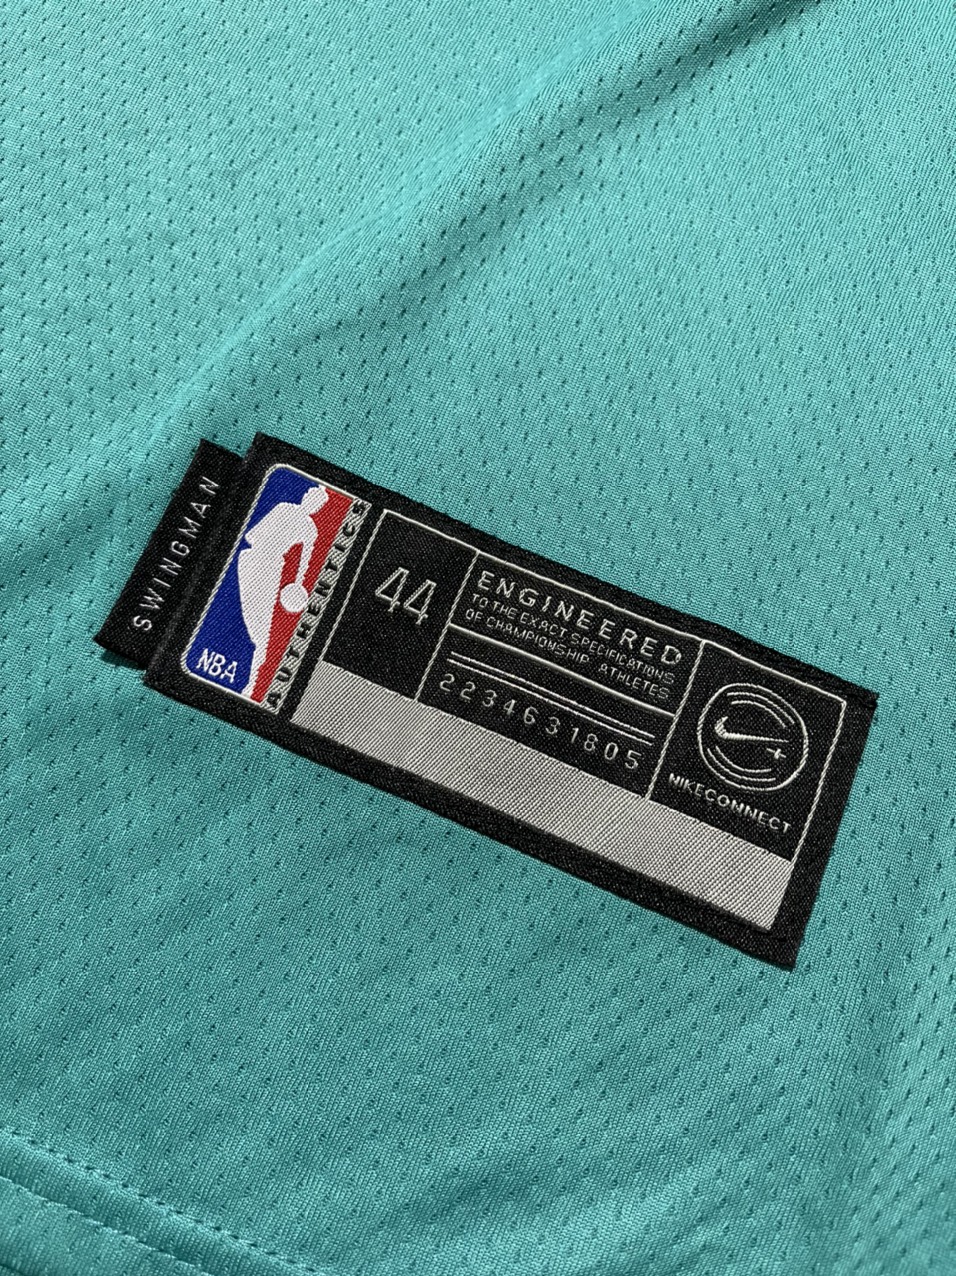 SWINGMAN
NBA
AUTHENTICS
44
ENGINEERED
TO THE EXACT SPECIFICATIONS
OF CHAMPIONSHIP ATHLETES
2234631805
NIKECONNECT